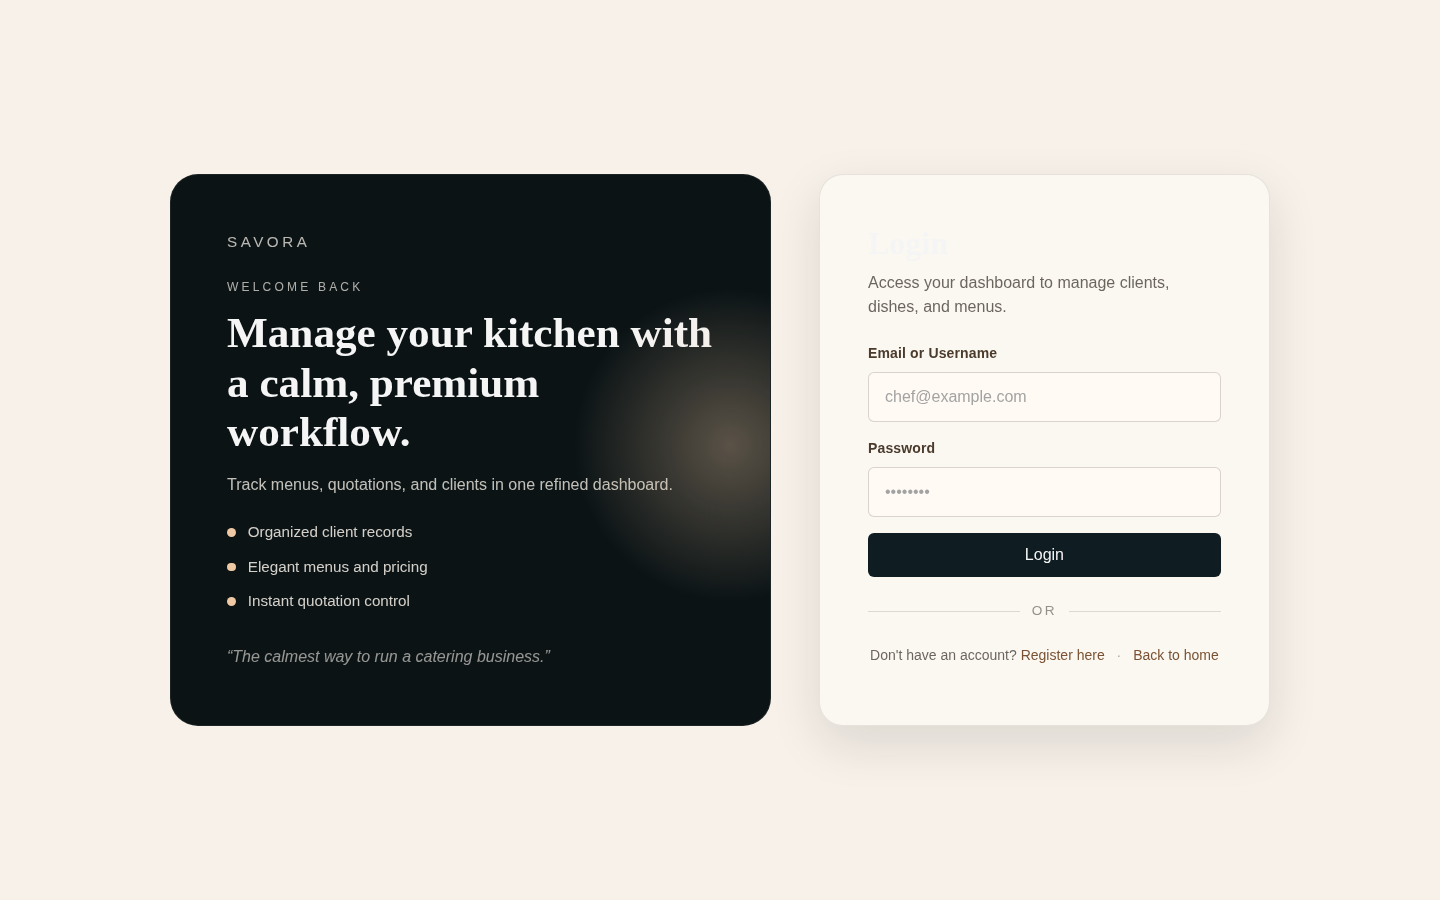 SAVORA
WELCOME BACK
Manage your kitchen with
a calm, premium
workflow.
Track menus, quotations, and clients in one refined dashboard.
Organized client records
Elegant menus and pricing
Instant quotation control
“The calmest way to run a catering business.”
Login
Access your dashboard to manage clients,
dishes, and menus.
Email or Username
chef@example.com
Password
••••••••
Login
OR
Don't have an account? Register here · Back to home